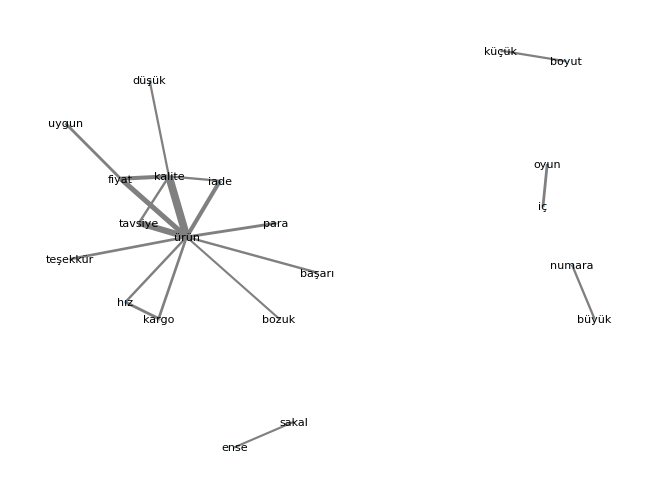 küçük
boyut
düşük
uygun
oyun
fiyat
kalite
iade
iç
tavsiye
para
ürün
teşekkür
numara
başarı
hız
kargo
bozuk
büyük
sakal
ense